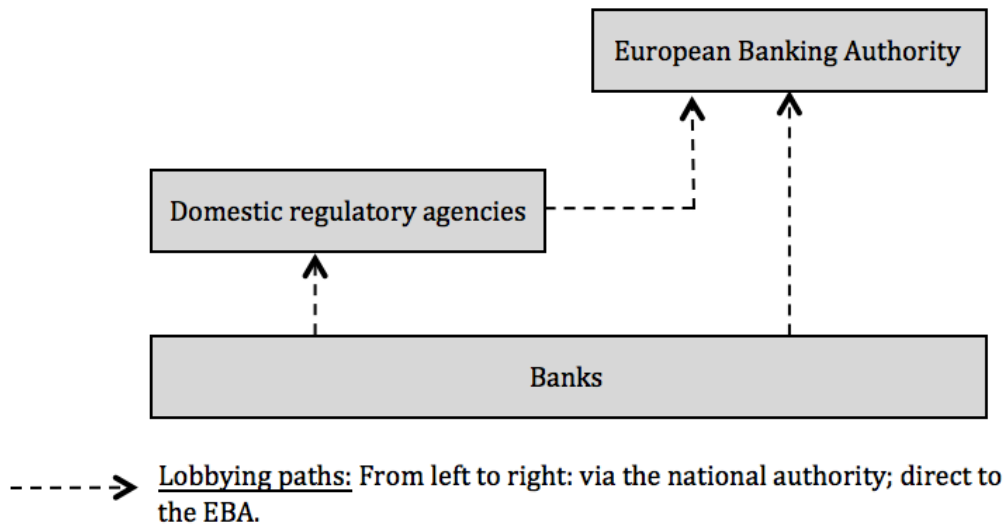 European Banking Authority
Domestic regulatory agencies
Banks
Lobbying paths: From left to right: via the national authority; direct to
the EBA.